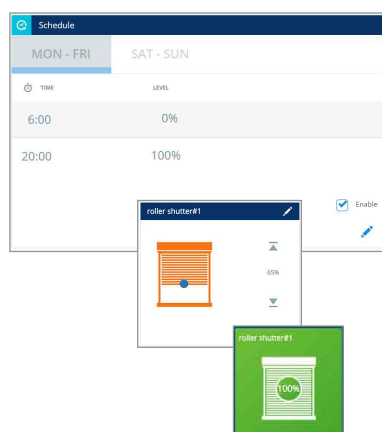 Schedule
MON - FRI SAT - SUN
TIME LEVEL
6:00 0%
20:00 100%
Enable
roller shutter#1
65%
roller shutter#1
100%